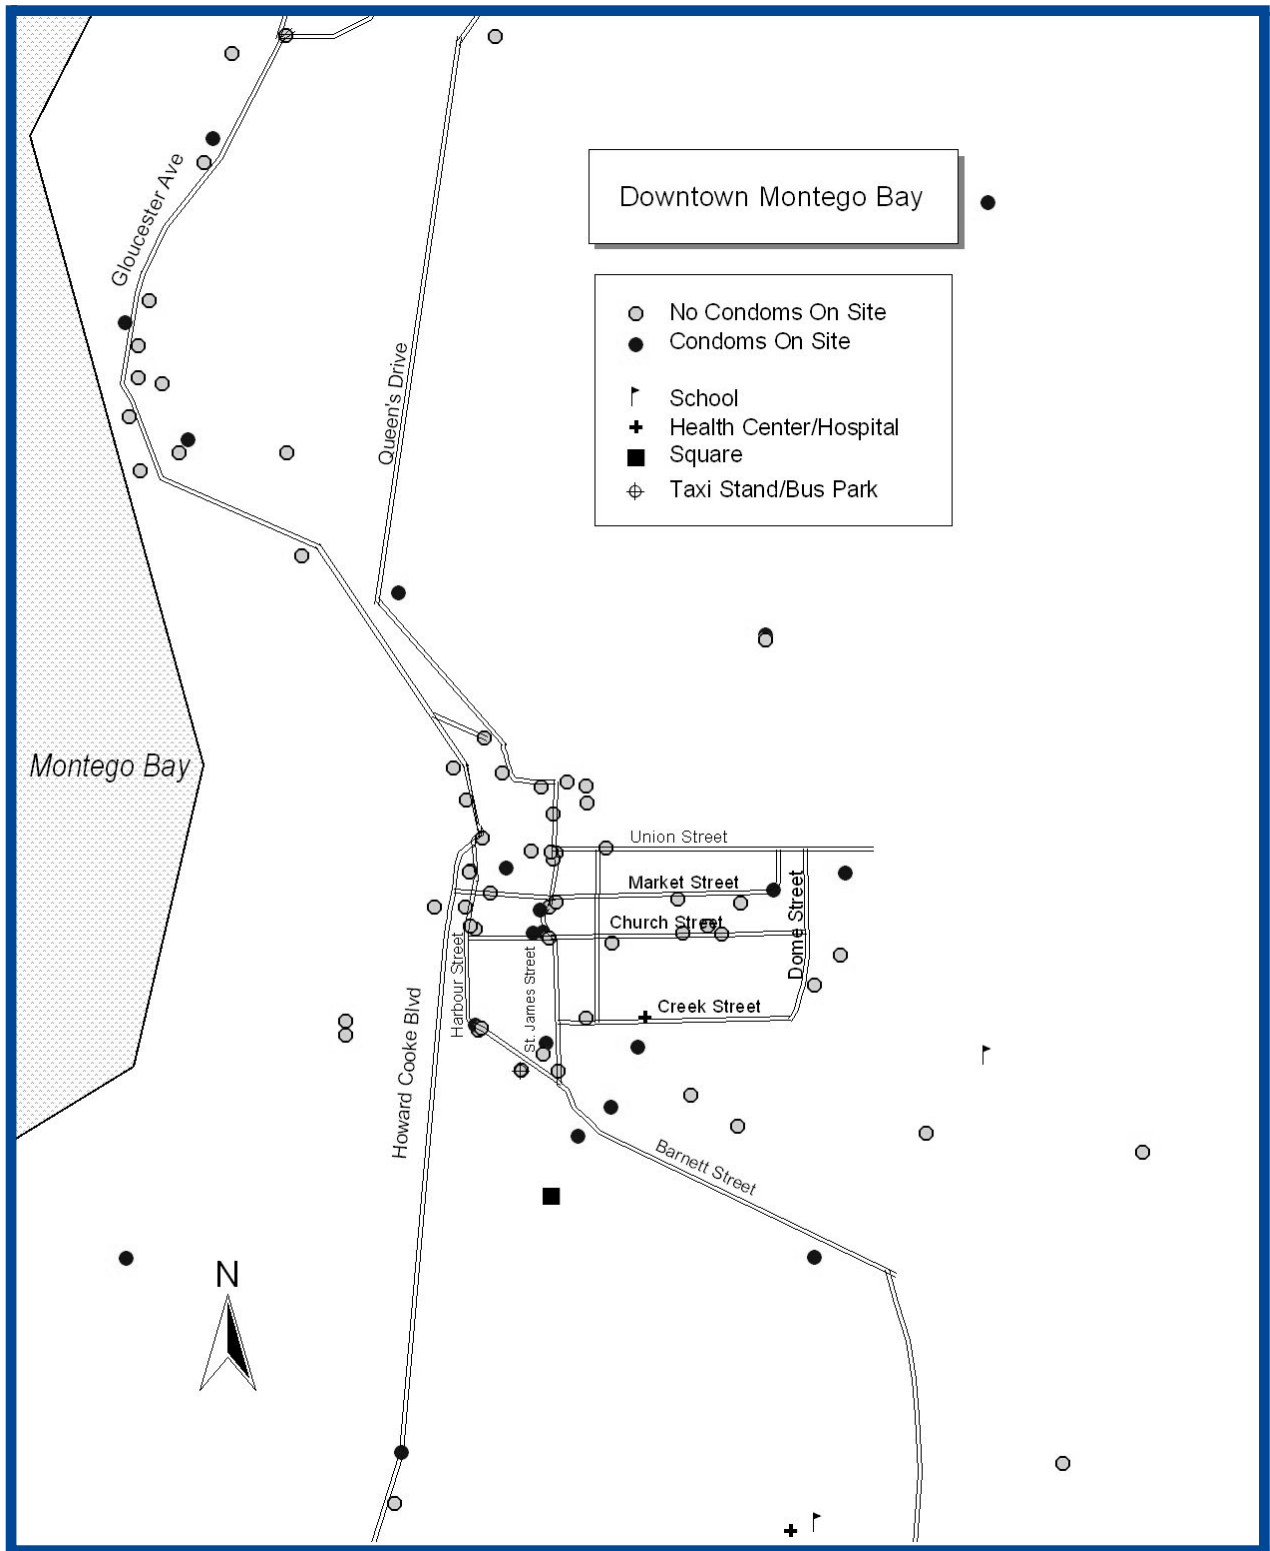 Downtown Montego Bay
Gloucester Ave
Queen's Drive
No Condoms On Site
Condoms On Site
School
Health Center/Hospital
Square
Taxi Stand/Bus Park
Montego Bay
Union Street
Market Street
Church Street
Dome Street
Harbour Street
St. James Street
Creek Street
Howard Cooke Blvd
Barnett Street
N